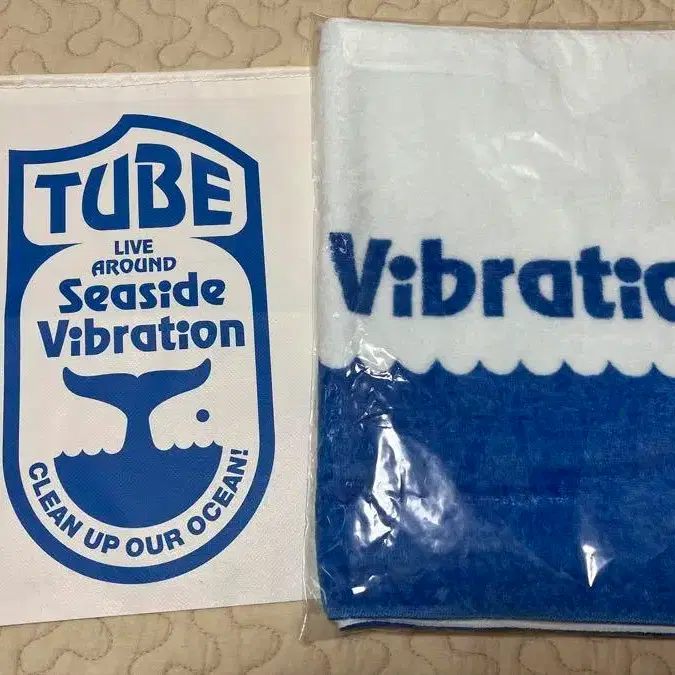 TUBE
LIVE
AROUND
Seaside
Vibration
CLEAN UP OUR OCEAN!
Vibratio